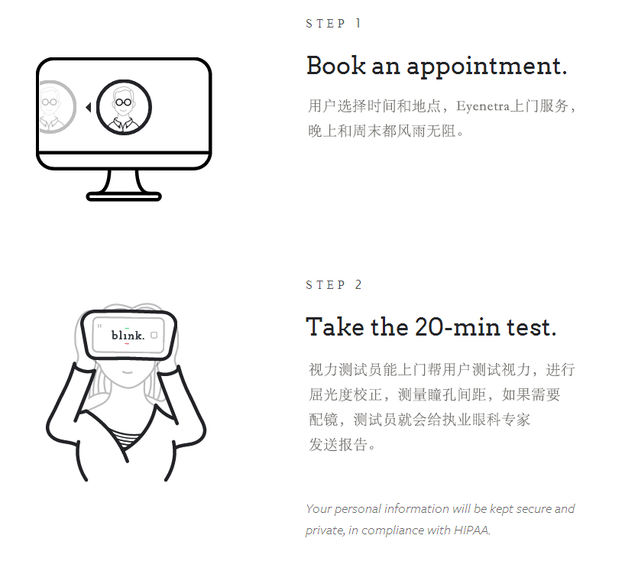 STEP 1
Book an appointment.
用户选择时间和地点，Eyenetra上门服务，
晚上和周末都风雨无阻。
STEP 2
Take the 20-min test.
blınk.
视力测试员能上门帮用户测试视力，进行
屈光度校正，测量瞳孔间距，如果需要
配镜，测试员就会给执业眼科专家
发送报告。
Your personal information will be kept secure and
private, in compliance with HIPAA.